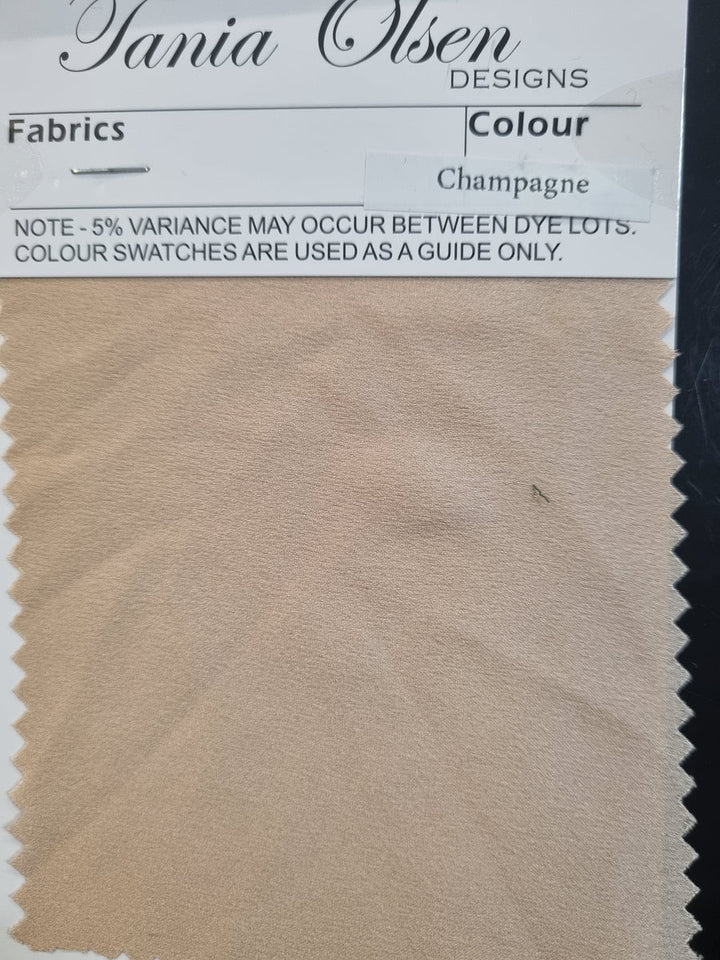 Tania Olsen
DESIGNS
Fabrics
Colour
Champagne
NOTE - 5% VARIANCE MAY OCCUR BETWEEN DYE LOTS.
COLOUR SWATCHES ARE USED AS A GUIDE ONLY.